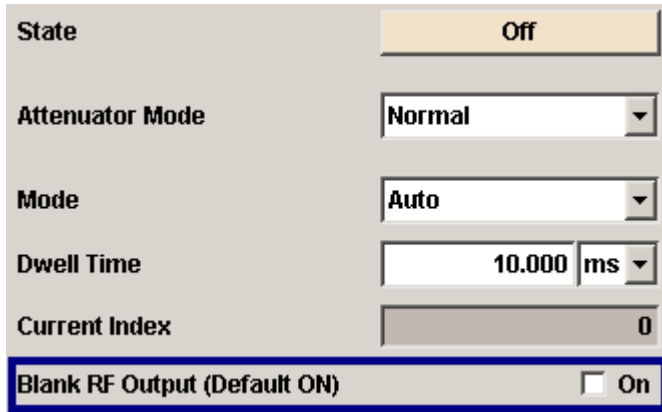 State Off
Attenuator Mode Normal
Mode Auto
Dwell Time 10.000 ms
Current Index 0
Blank RF Output (Default ON) On